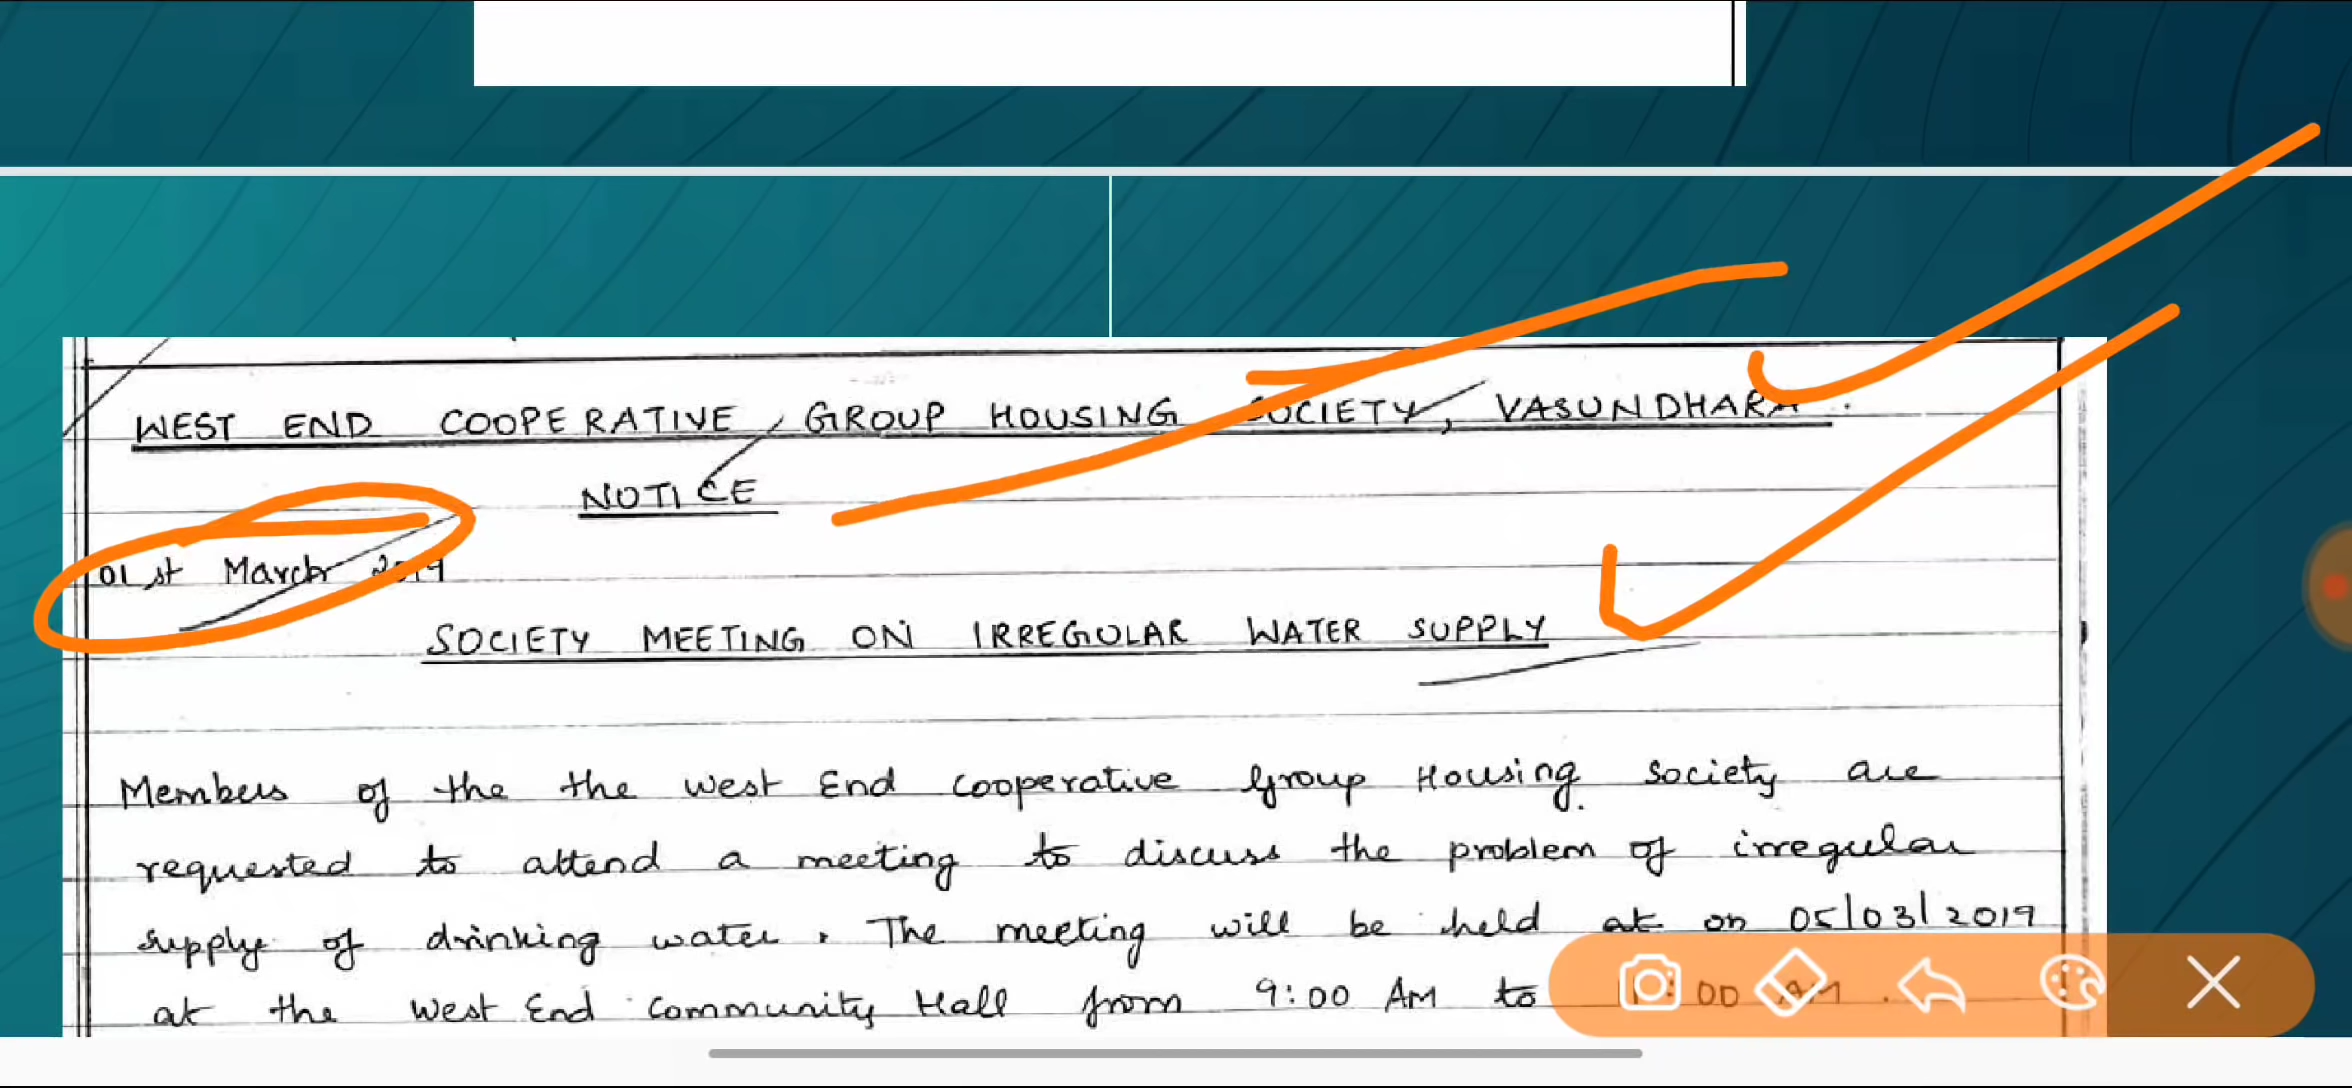 WEST END COOPERATIVE GROUP HOUSING SOCIETY, VASUNDHARA.
NOTICE
01st March 2019
SOCIETY MEETING ON IRREGULAR WATER SUPPLY
Members of the the west End cooperative Group Housing society are
requested to attend a meeting to discuss the problem of irregular
supply of drinking water. The meeting will be held at on 05/03/2019
at the West End Community Hall from 9:00 AM to :00 AM.